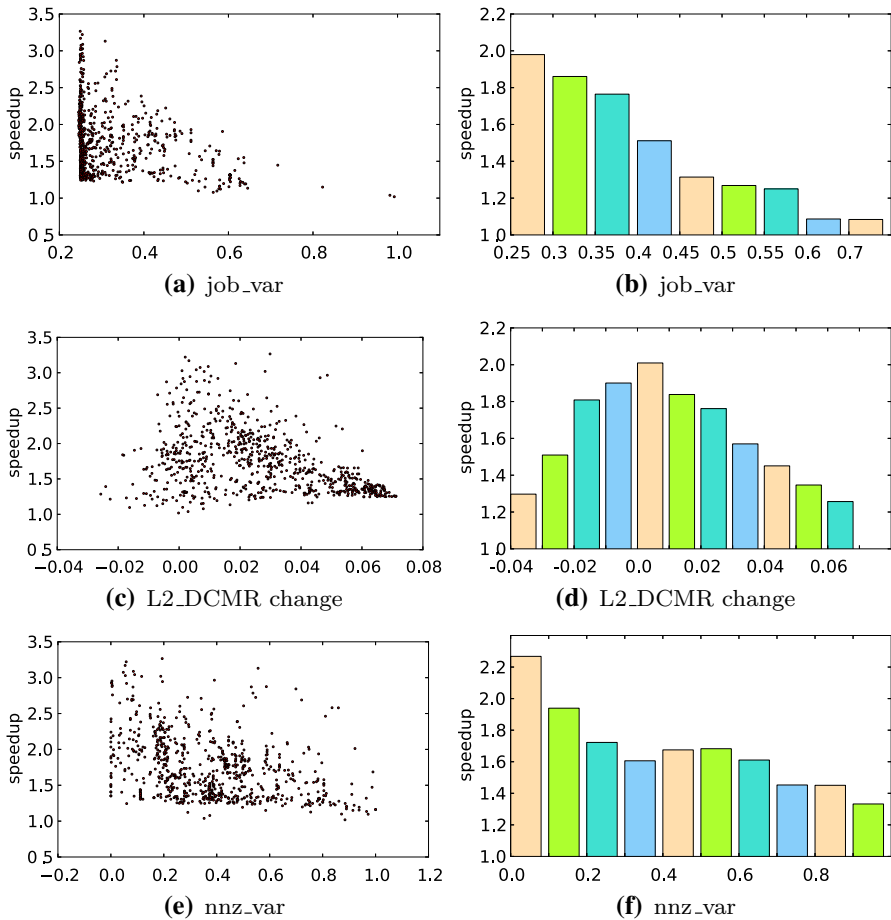 3.5
3.0
2.5
2.0
1.5
1.0
0.5
speedup
0.2 0.4 0.6 0.8 1.0
(a) job_var
2.2
2.0
1.8
1.6
1.4
1.2
1.0
speedup
0.25 0.3 0.35 0.4 0.45 0.5 0.55 0.6 0.7
(b) job_var
3.5
3.0
2.5
2.0
1.5
1.0
0.5
speedup
−0.04 −0.02 0.00 0.02 0.04 0.06 0.08
(c) L2_DCMR change
2.2
2.0
1.8
1.6
1.4
1.2
1.0
speedup
-0.04 -0.02 0.0 0.02 0.04 0.06
(d) L2_DCMR change
3.5
3.0
2.5
2.0
1.5
1.0
0.5
speedup
−0.2 0.0 0.2 0.4 0.6 0.8 1.0 1.2
(e) nnz_var
2.2
2.0
1.8
1.6
1.4
1.2
1.0
speedup
0.0 0.2 0.4 0.6 0.8
(f) nnz_var